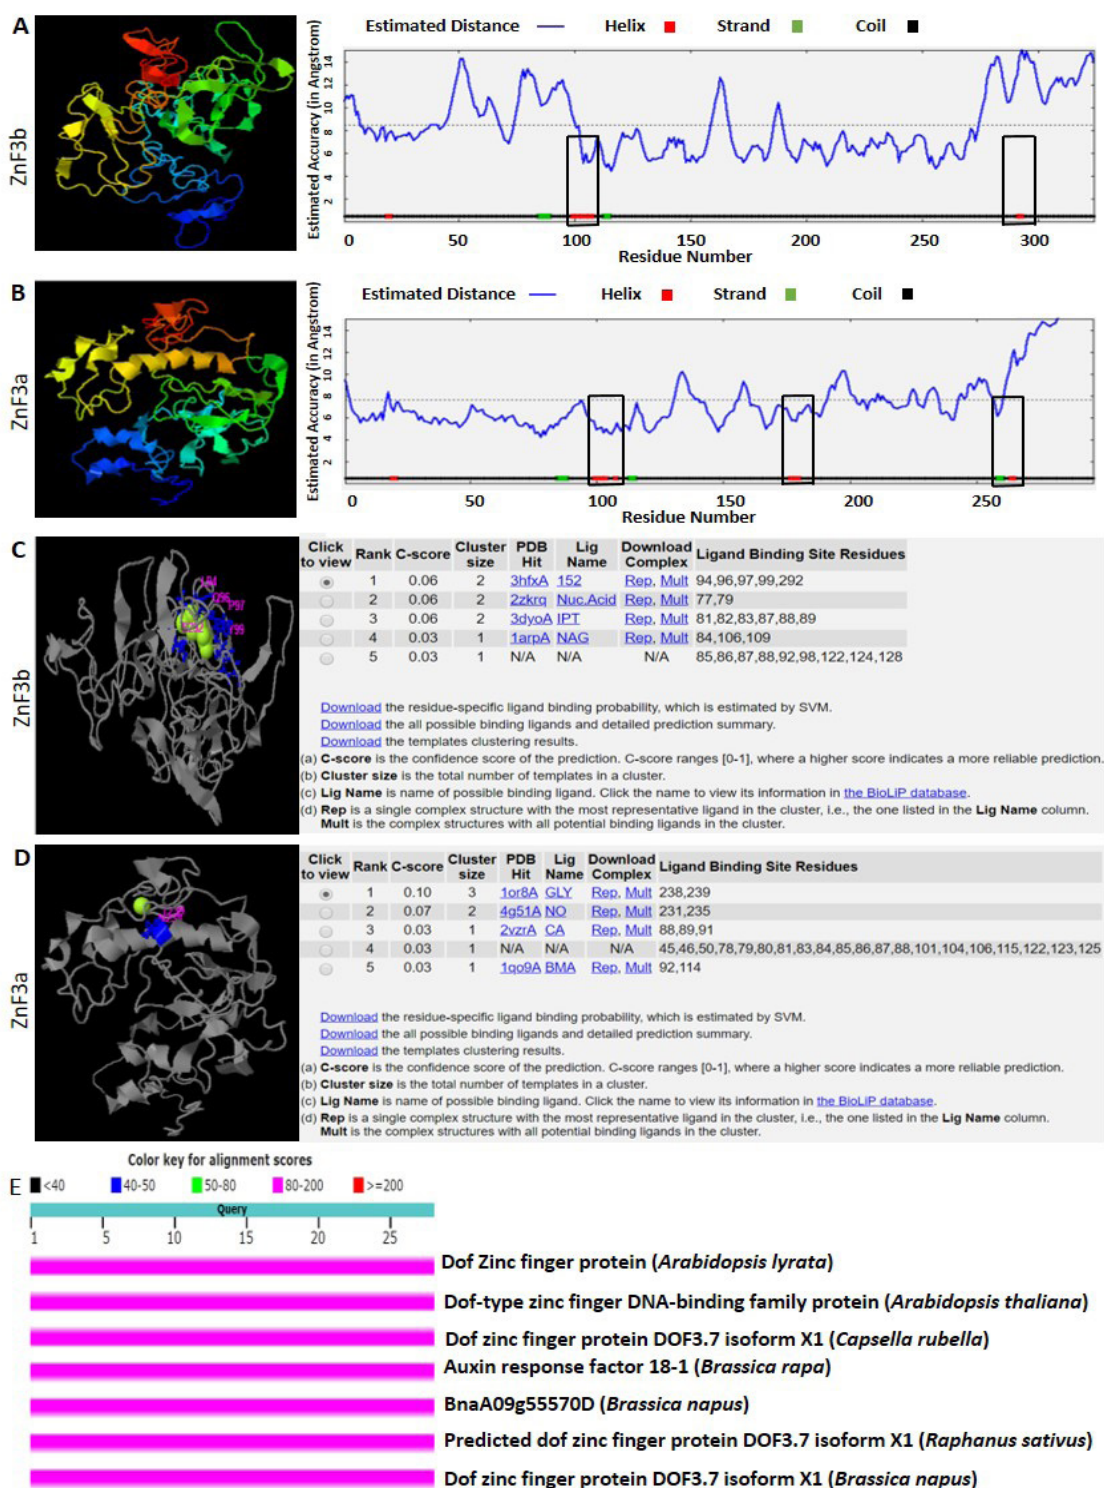 A
Estimated Distance Helix Strand Coil
ZnF3b
Estimated Accuracy (in Angstrom)
14
12
10
8
6
4
2
0 50 100 150 200 250 300
Residue Number
B
Estimated Distance Helix Strand Coil
ZnF3a
Estimated Accuracy (in Angstrom)
14
12
10
8
6
4
2
0 50 100 150 200 250
Residue Number
C
ZnF3b
P97
Click to view Rank C-score Cluster size PDB Hit Lig Name Download Complex Ligand Binding Site Residues
1 0.06 2 3hfxA 152 Rep, Mult 94,96,97,99,292
2 0.06 2 2zkrq Nuc.Acid Rep, Mult 77,79
3 0.06 2 3dyoA IPT Rep, Mult 81,82,83,87,88,89
4 0.03 1 1arpA NAG Rep, Mult 84,106,109
5 0.03 1 N/A N/A N/A 85,86,87,88,92,98,122,124,128
Download the residue-specific ligand binding probability, which is estimated by SVM.
Download the all possible binding ligands and detailed prediction summary.
Download the templates clustering results.
(a) C-score is the confidence score of the prediction. C-score ranges [0-1], where a higher score indicates a more reliable prediction.
(b) Cluster size is the total number of templates in a cluster.
(c) Lig Name is name of possible binding ligand. Click the name to view its information in the BioLiP database.
(d) Rep is a single complex structure with the most representative ligand in the cluster, i.e., the one listed in the Lig Name column.
Mult is the complex structures with all potential binding ligands in the cluster.
D
ZnF3a
Click to view Rank C-score Cluster size PDB Hit Lig Name Download Complex Ligand Binding Site Residues
1 0.10 3 1or8A GLY Rep, Mult 238,239
2 0.07 2 4g51A NO Rep, Mult 231,235
3 0.03 1 2vzrA CA Rep, Mult 88,89,91
4 0.03 1 N/A N/A N/A 45,46,50,78,79,80,81,83,84,85,86,87,88,101,104,106,115,122,123,125
5 0.03 1 1qo9A BMA Rep, Mult 92,114
Download the residue-specific ligand binding probability, which is estimated by SVM.
Download the all possible binding ligands and detailed prediction summary.
Download the templates clustering results.
(a) C-score is the confidence score of the prediction. C-score ranges [0-1], where a higher score indicates a more reliable prediction.
(b) Cluster size is the total number of templates in a cluster.
(c) Lig Name is name of possible binding ligand. Click the name to view its information in the BioLiP database.
(d) Rep is a single complex structure with the most representative ligand in the cluster, i.e., the one listed in the Lig Name column.
Mult is the complex structures with all potential binding ligands in the cluster.
E
Color key for alignment scores
<40 40-50 50-80 80-200 >=200
Query
1 5 10 15 20 25
Dof Zinc finger protein (Arabidopsis lyrata)
Dof-type zinc finger DNA-binding family protein (Arabidopsis thaliana)
Dof zinc finger protein DOF3.7 isoform X1 (Capsella rubella)
Auxin response factor 18-1 (Brassica rapa)
BnaA09g55570D (Brassica napus)
Predicted dof zinc finger protein DOF3.7 isoform X1 (Raphanus sativus)
Dof zinc finger protein DOF3.7 isoform X1 (Brassica napus)